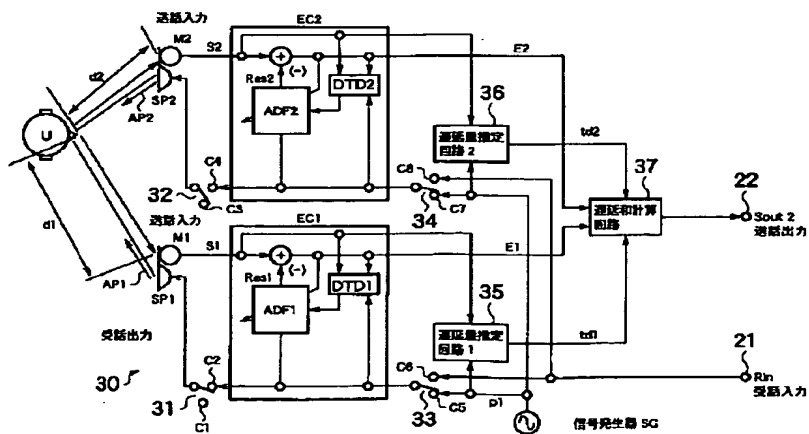 送話入力
EC2
M2
S2
E2
d2
(-)
Res2
DTD2
SP2
AP2
ADF2
U
36
遅延量推定
回路 2
td2
C4
C8
37
32
C3
34
C7
遅延和計算
回路
22
Sout 2
送話出力
送話入力
EC1
M1
S1
E1
d1
(-)
Res1
DTD1
AP1
SP1
ADF1
35
遅延量推定
回路 1
td1
21
受話出力
C2
C6
Rin
受話入力
30
31
C1
33
C5
p1
信号発生器 SG